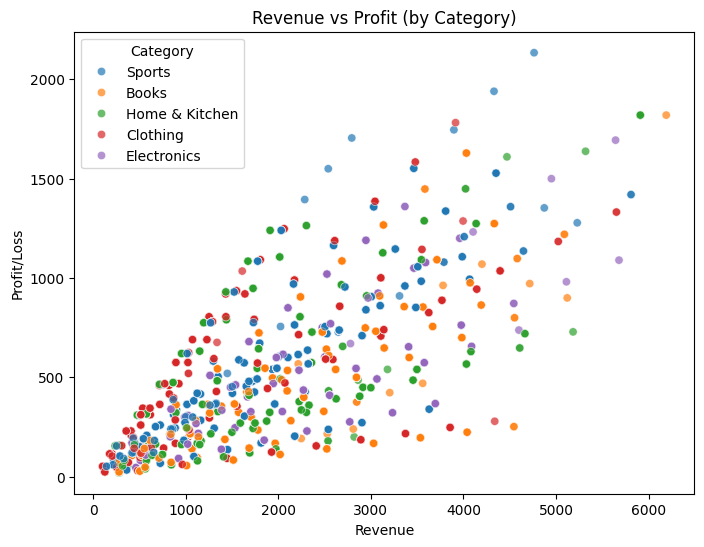 Revenue vs Profit (by Category)
Category
Sports
Books
Home & Kitchen
Clothing
Electronics
2000
1500
1000
500
0
Profit/Loss
0 1000 2000 3000 4000 5000 6000
Revenue